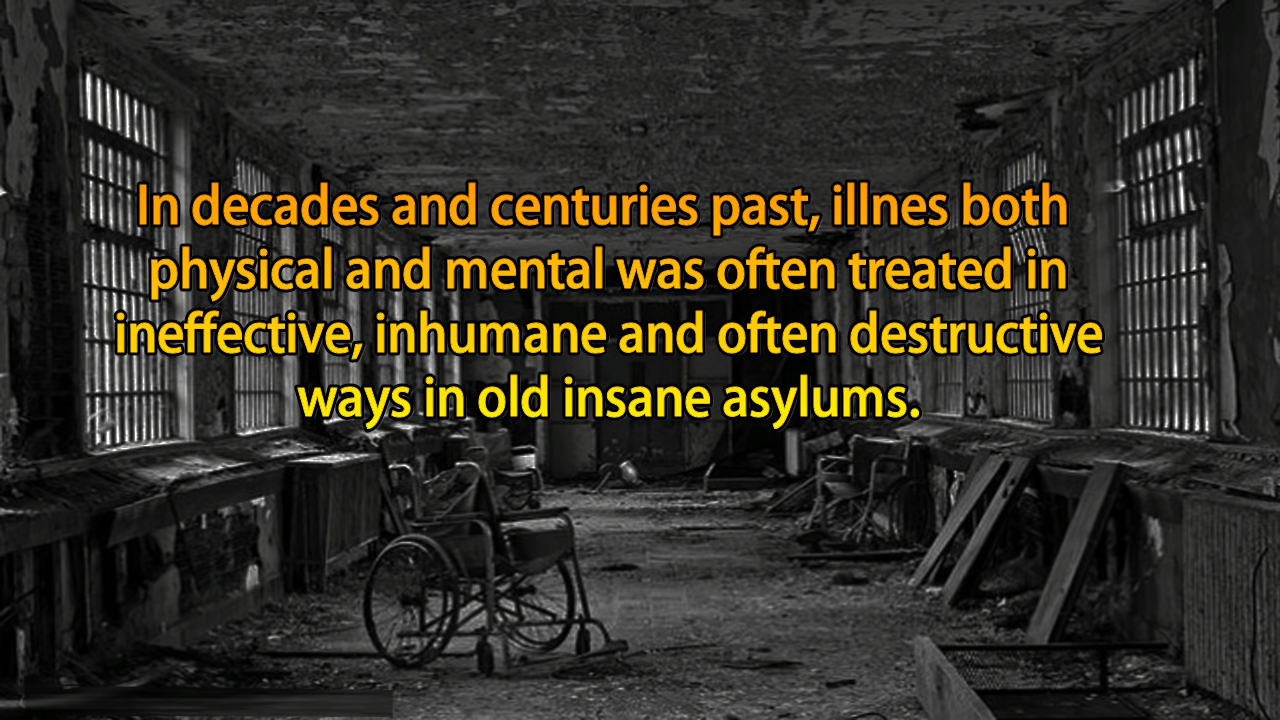 In decades and centuries past, illnes both
physical and mental was often treated in
ineffective, inhumane and often destructive
ways in old insane asylums.